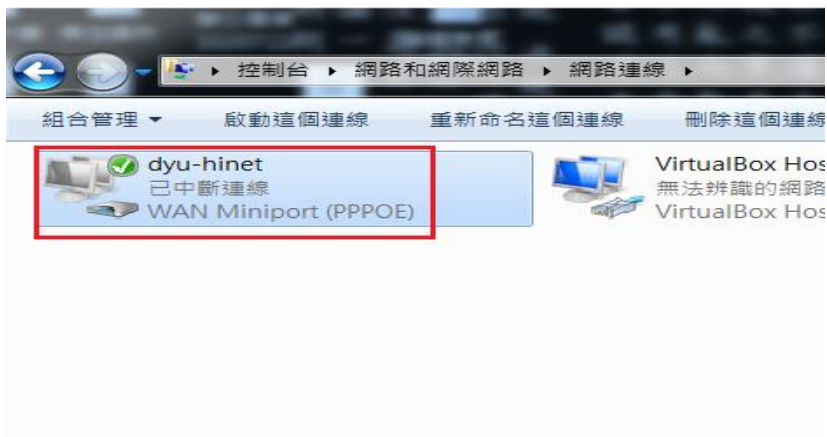 控制台 ▸ 網路和網際網路 ▸ 網路連線 ▸
組合管理 ▼ 啟動這個連線 重新命名這個連線 刪除這個連線
dyu-hinet
已中斷連線
WAN Miniport (PPPOE)
VirtualBox Hos
無法辨識的網路
VirtualBox Hos